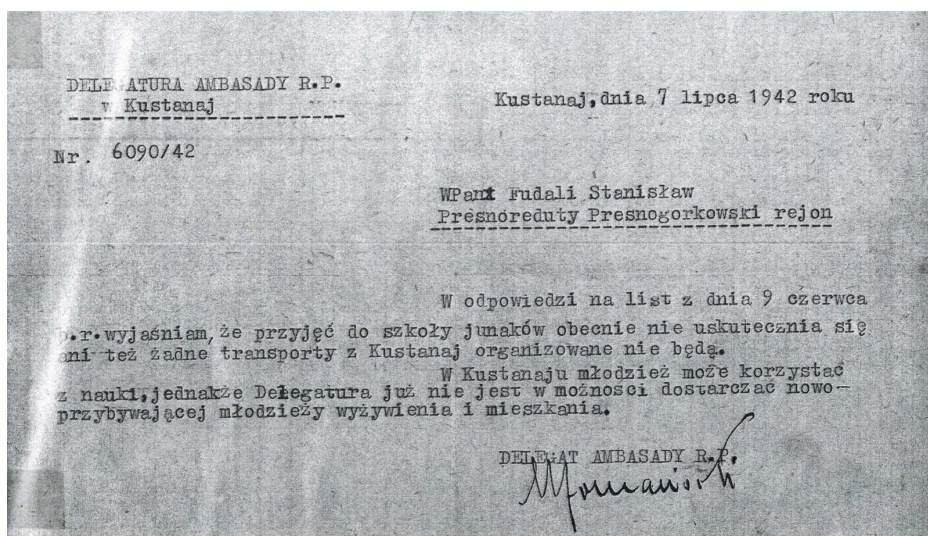 DELEGATURA AMBASADY R.P.
w Kustanaj
Kustanaj,dnia 7 lipca 1942 roku
Nr. 6090/42
WPant Fudali Stanisław
Presnoreduty Presnogorkowski rejon
W odpowiedzi na list z dnia 9 czerwca
b.r.wyjaśniam,że przyjęć do szkoły junaków obecnie nie uskutecznia się
ani też żadne transporty z Kustanaj organizowane nie będą.
W Kustanaju młodzież może korzystać
z nauki,jednakże Delegatura już nie jest w możności dostarczać nowo-
przybywającej młodzieży wyżywienia i mieszkania.
DELEGAT AMBASADY R.P.